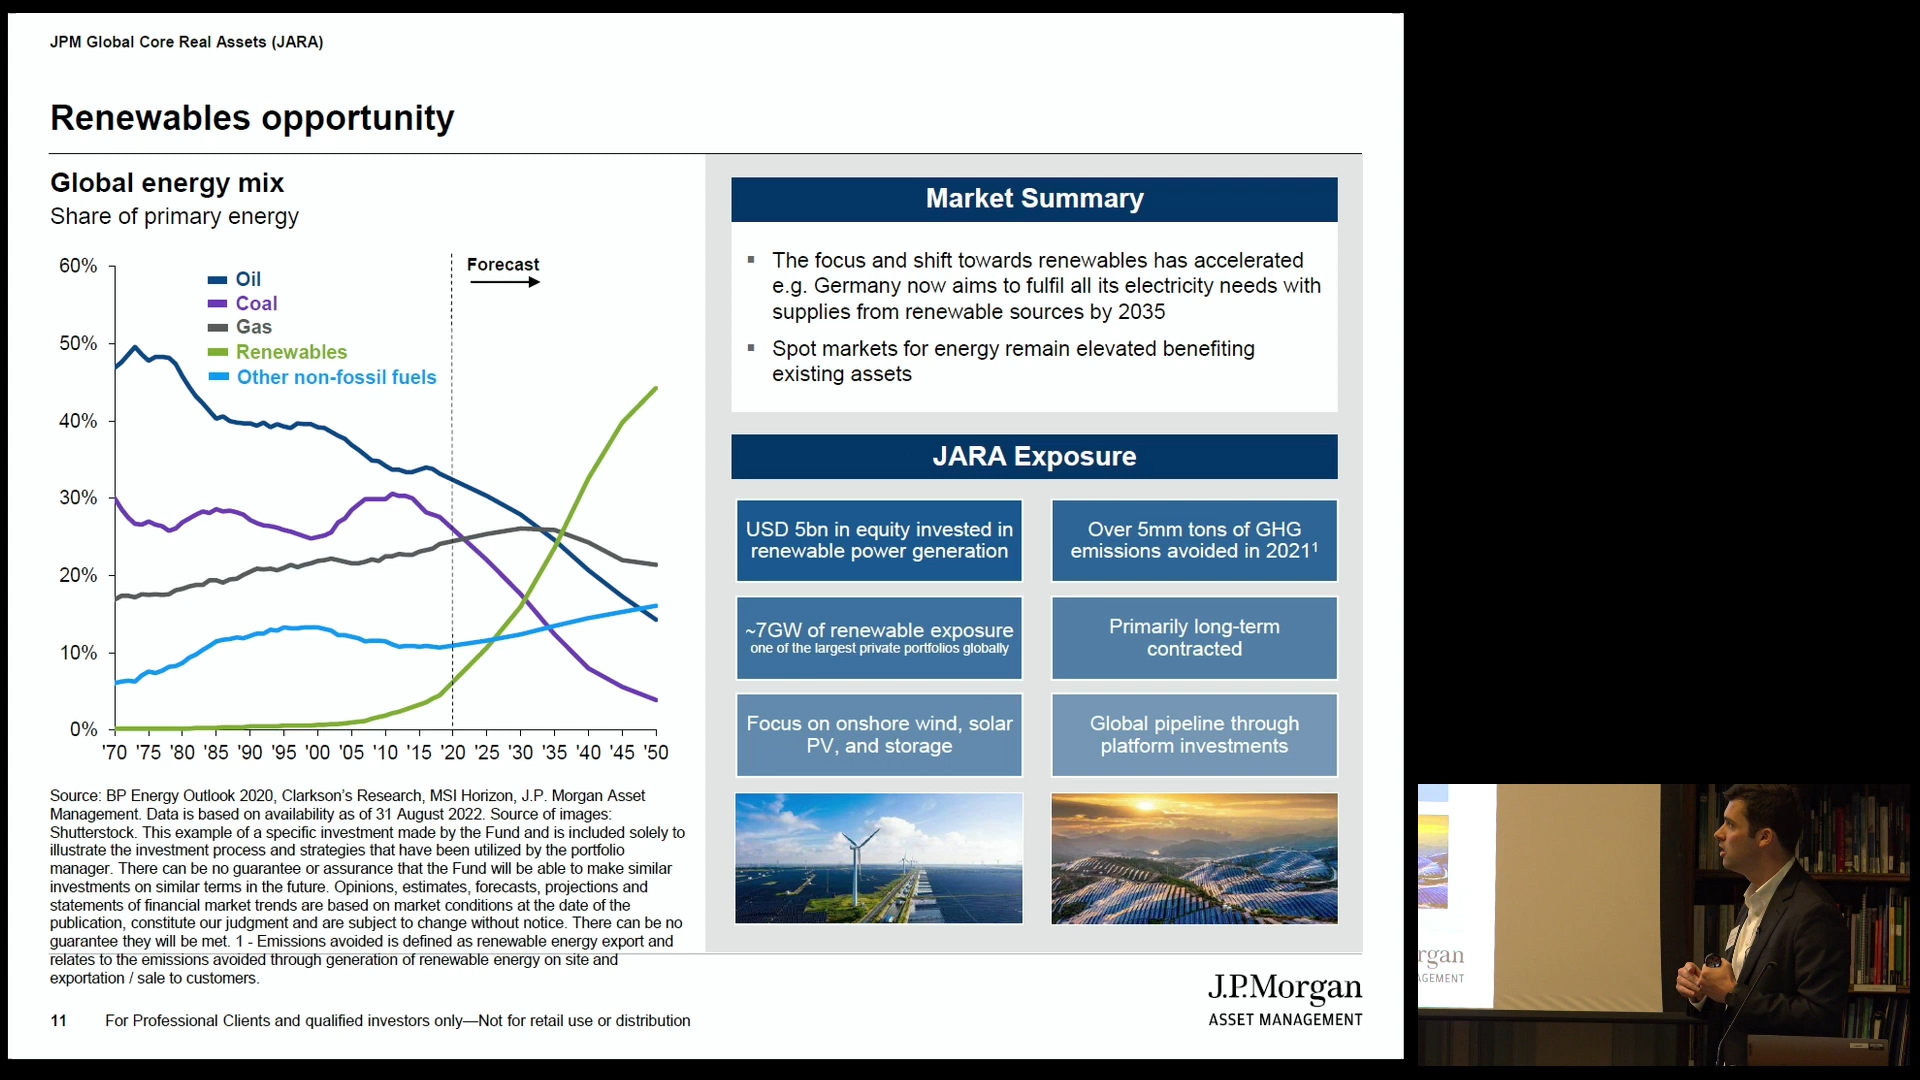 JPM Global Core Real Assets (JARA)
Renewables opportunity
Global energy mix
Share of primary energy
60%
50%
40%
30%
20%
10%
0%
Oil
Coal
Gas
Renewables
Other non-fossil fuels
Forecast
'70 '75 '80 '85 '90 '95 '00 '05 '10 '15 '20 '25 '30 '35 '40 '45 '50
Source: BP Energy Outlook 2020, Clarkson's Research, MSI Horizon, J.P. Morgan Asset
Management. Data is based on availability as of 31 August 2022. Source of images:
Shutterstock. This example of a specific investment made by the Fund and is included solely to
illustrate the investment process and strategies that have been utilized by the portfolio
manager. There can be no guarantee or assurance that the Fund will be able to make similar
investments on similar terms in the future. Opinions, estimates, forecasts, projections and
statements of financial market trends are based on market conditions at the date of the
publication, constitute our judgment and are subject to change without notice. There can be no
guarantee they will be met. 1 - Emissions avoided is defined as renewable energy export and
relates to the emissions avoided through generation of renewable energy on site and
exportation / sale to customers.
Market Summary
▪ The focus and shift towards renewables has accelerated
e.g. Germany now aims to fulfil all its electricity needs with
supplies from renewable sources by 2035
▪ Spot markets for energy remain elevated benefiting
existing assets
JARA Exposure
USD 5bn in equity invested in
renewable power generation
Over 5mm tons of GHG
emissions avoided in 2021¹
~7GW of renewable exposure
one of the largest private portfolios globally
Primarily long-term
contracted
Focus on onshore wind, solar
PV, and storage
Global pipeline through
platform investments
J.P.Morgan
ASSET MANAGEMENT
11 For Professional Clients and qualified investors only—Not for retail use or distribution
rgan
AGEMENT